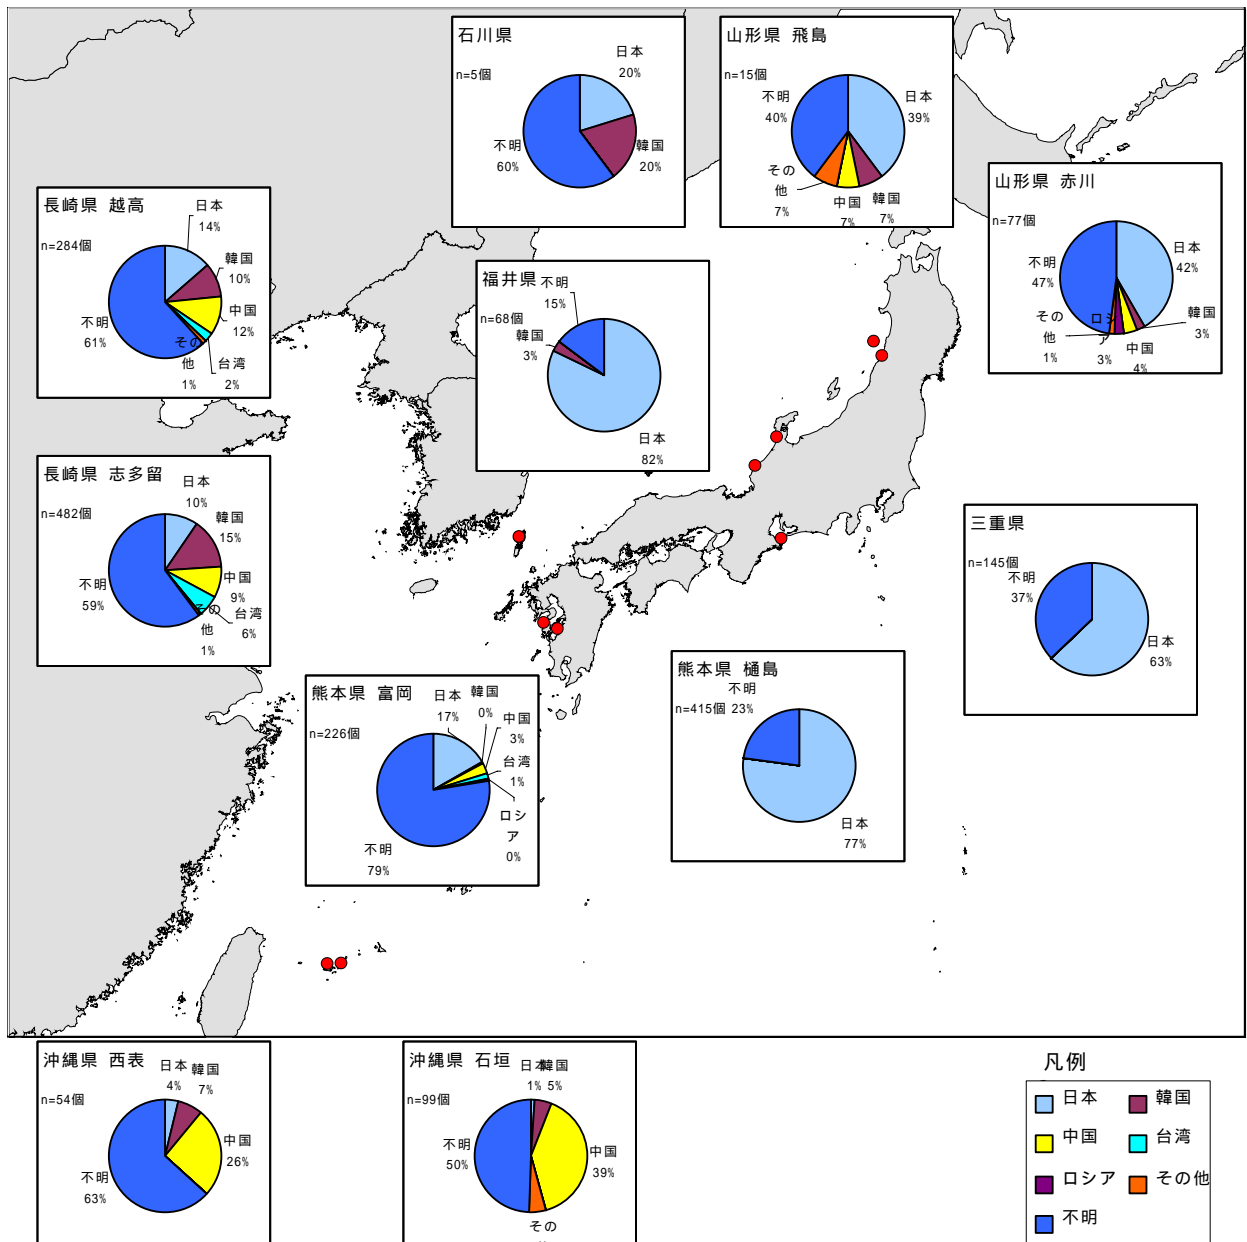 石川県
n=5個
日本
20%
韓国
20%
不明
60%
山形県 飛島
n=15個
日本
39%
韓国
7%
中国
7%
その
他
7%
不明
40%
山形県 赤川
n=77個
日本
42%
韓国
3%
中国
4%
ロシ
ア
3%
その
他
1%
不明
47%
長崎県 越高
n=284個
日本
14%
韓国
10%
中国
12%
台湾
2%
その
他
1%
不明
61%
福井県
n=68個
日本
82%
韓国
3%
不明
15%
長崎県 志多留
n=482個
日本
10%
韓国
15%
中国
9%
台湾
6%
その
他
1%
不明
59%
三重県
n=145個
日本
63%
不明
37%
熊本県 富岡
n=226個
日本
17%
韓国
0%
中国
3%
台湾
1%
ロシ
ア
0%
不明
79%
熊本県 樋島
n=415個
日本
77%
不明
23%
沖縄県 西表
n=54個
日本
4%
韓国
7%
中国
26%
不明
63%
沖縄県 石垣
n=99個
日本
1%
韓国
5%
中国
39%
その
不明
50%
凡例
日本
韓国
中国
台湾
ロシア
その他
不明